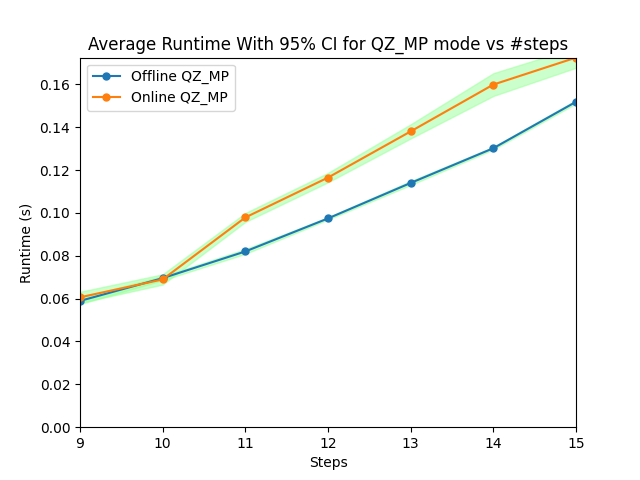 Average Runtime With 95% CI for QZ_MP mode vs #steps
Offline QZ_MP
Online QZ_MP
Runtime (s)
0.16
0.14
0.12
0.10
0.08
0.06
0.04
0.02
0.00
9 10 11 12 13 14 15
Steps